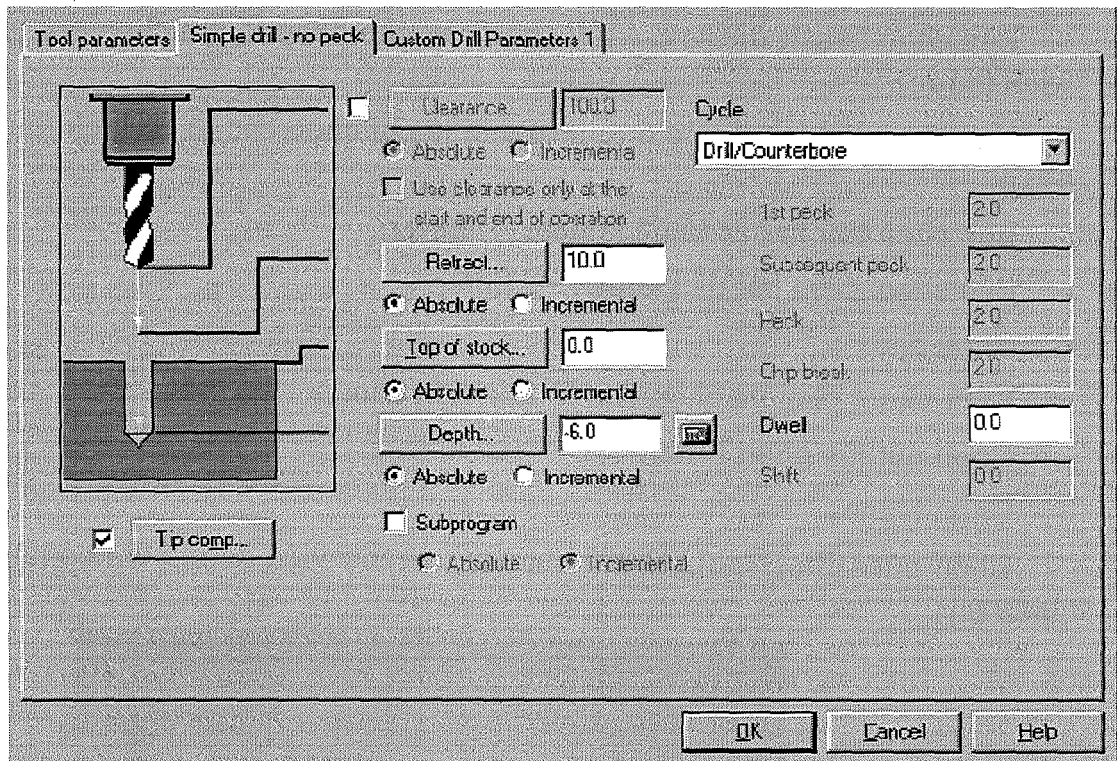 Tool parameters Simple drill - no peck Custom Drill Parameters 1
Clearance... 100.0
Absolute Incremental
Use clearance only at the
start and end of operation
Retract... 10.0
Absolute Incremental
Top of stock... 0.0
Absolute Incremental
Depth... -6.0
Absolute Incremental
Subprogram
Absolute Incremental
Tip comp...
Cycle
Drill/Counterbore
1st peck 2.0
Subsequent peck 2.0
Peck 2.0
Chip break 2.0
Dwell 0.0
Shift 0.0
OK Cancel Help